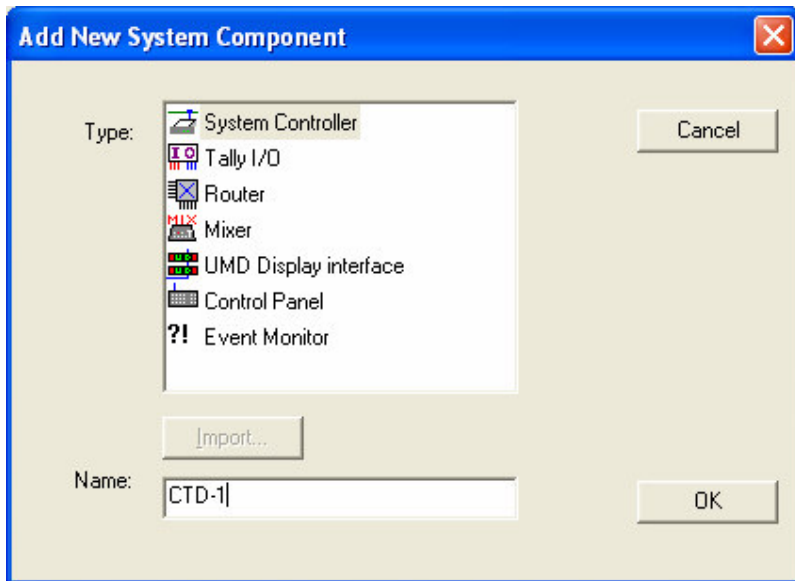 Add New System Component
Type:
System Controller
Cancel
I O Tally I/O
Router
MIX Mixer
UMD Display interface
Control Panel
?! Event Monitor
Import...
Name:
CTD-1
OK